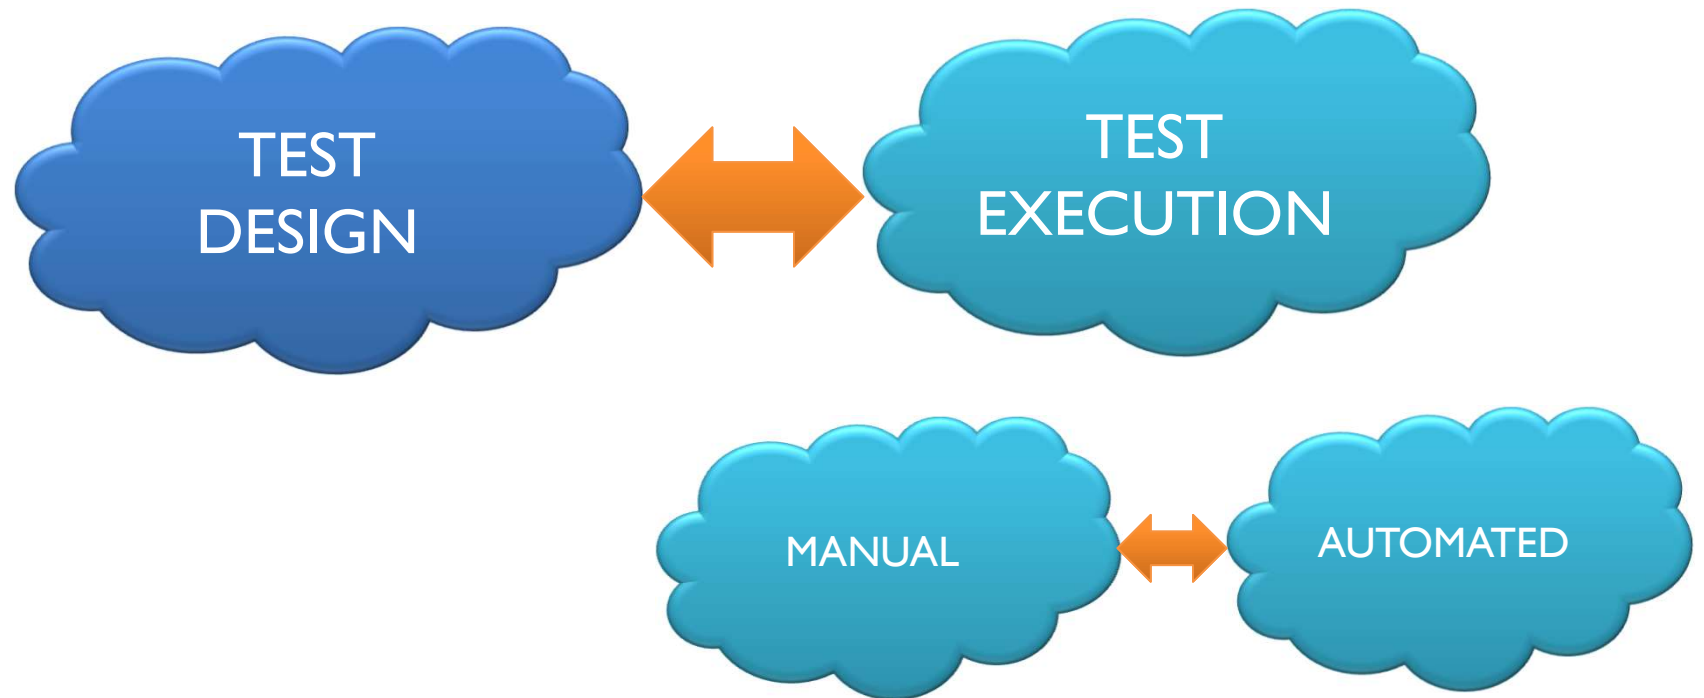 TEST
DESIGN
TEST
EXECUTION
MANUAL
AUTOMATED